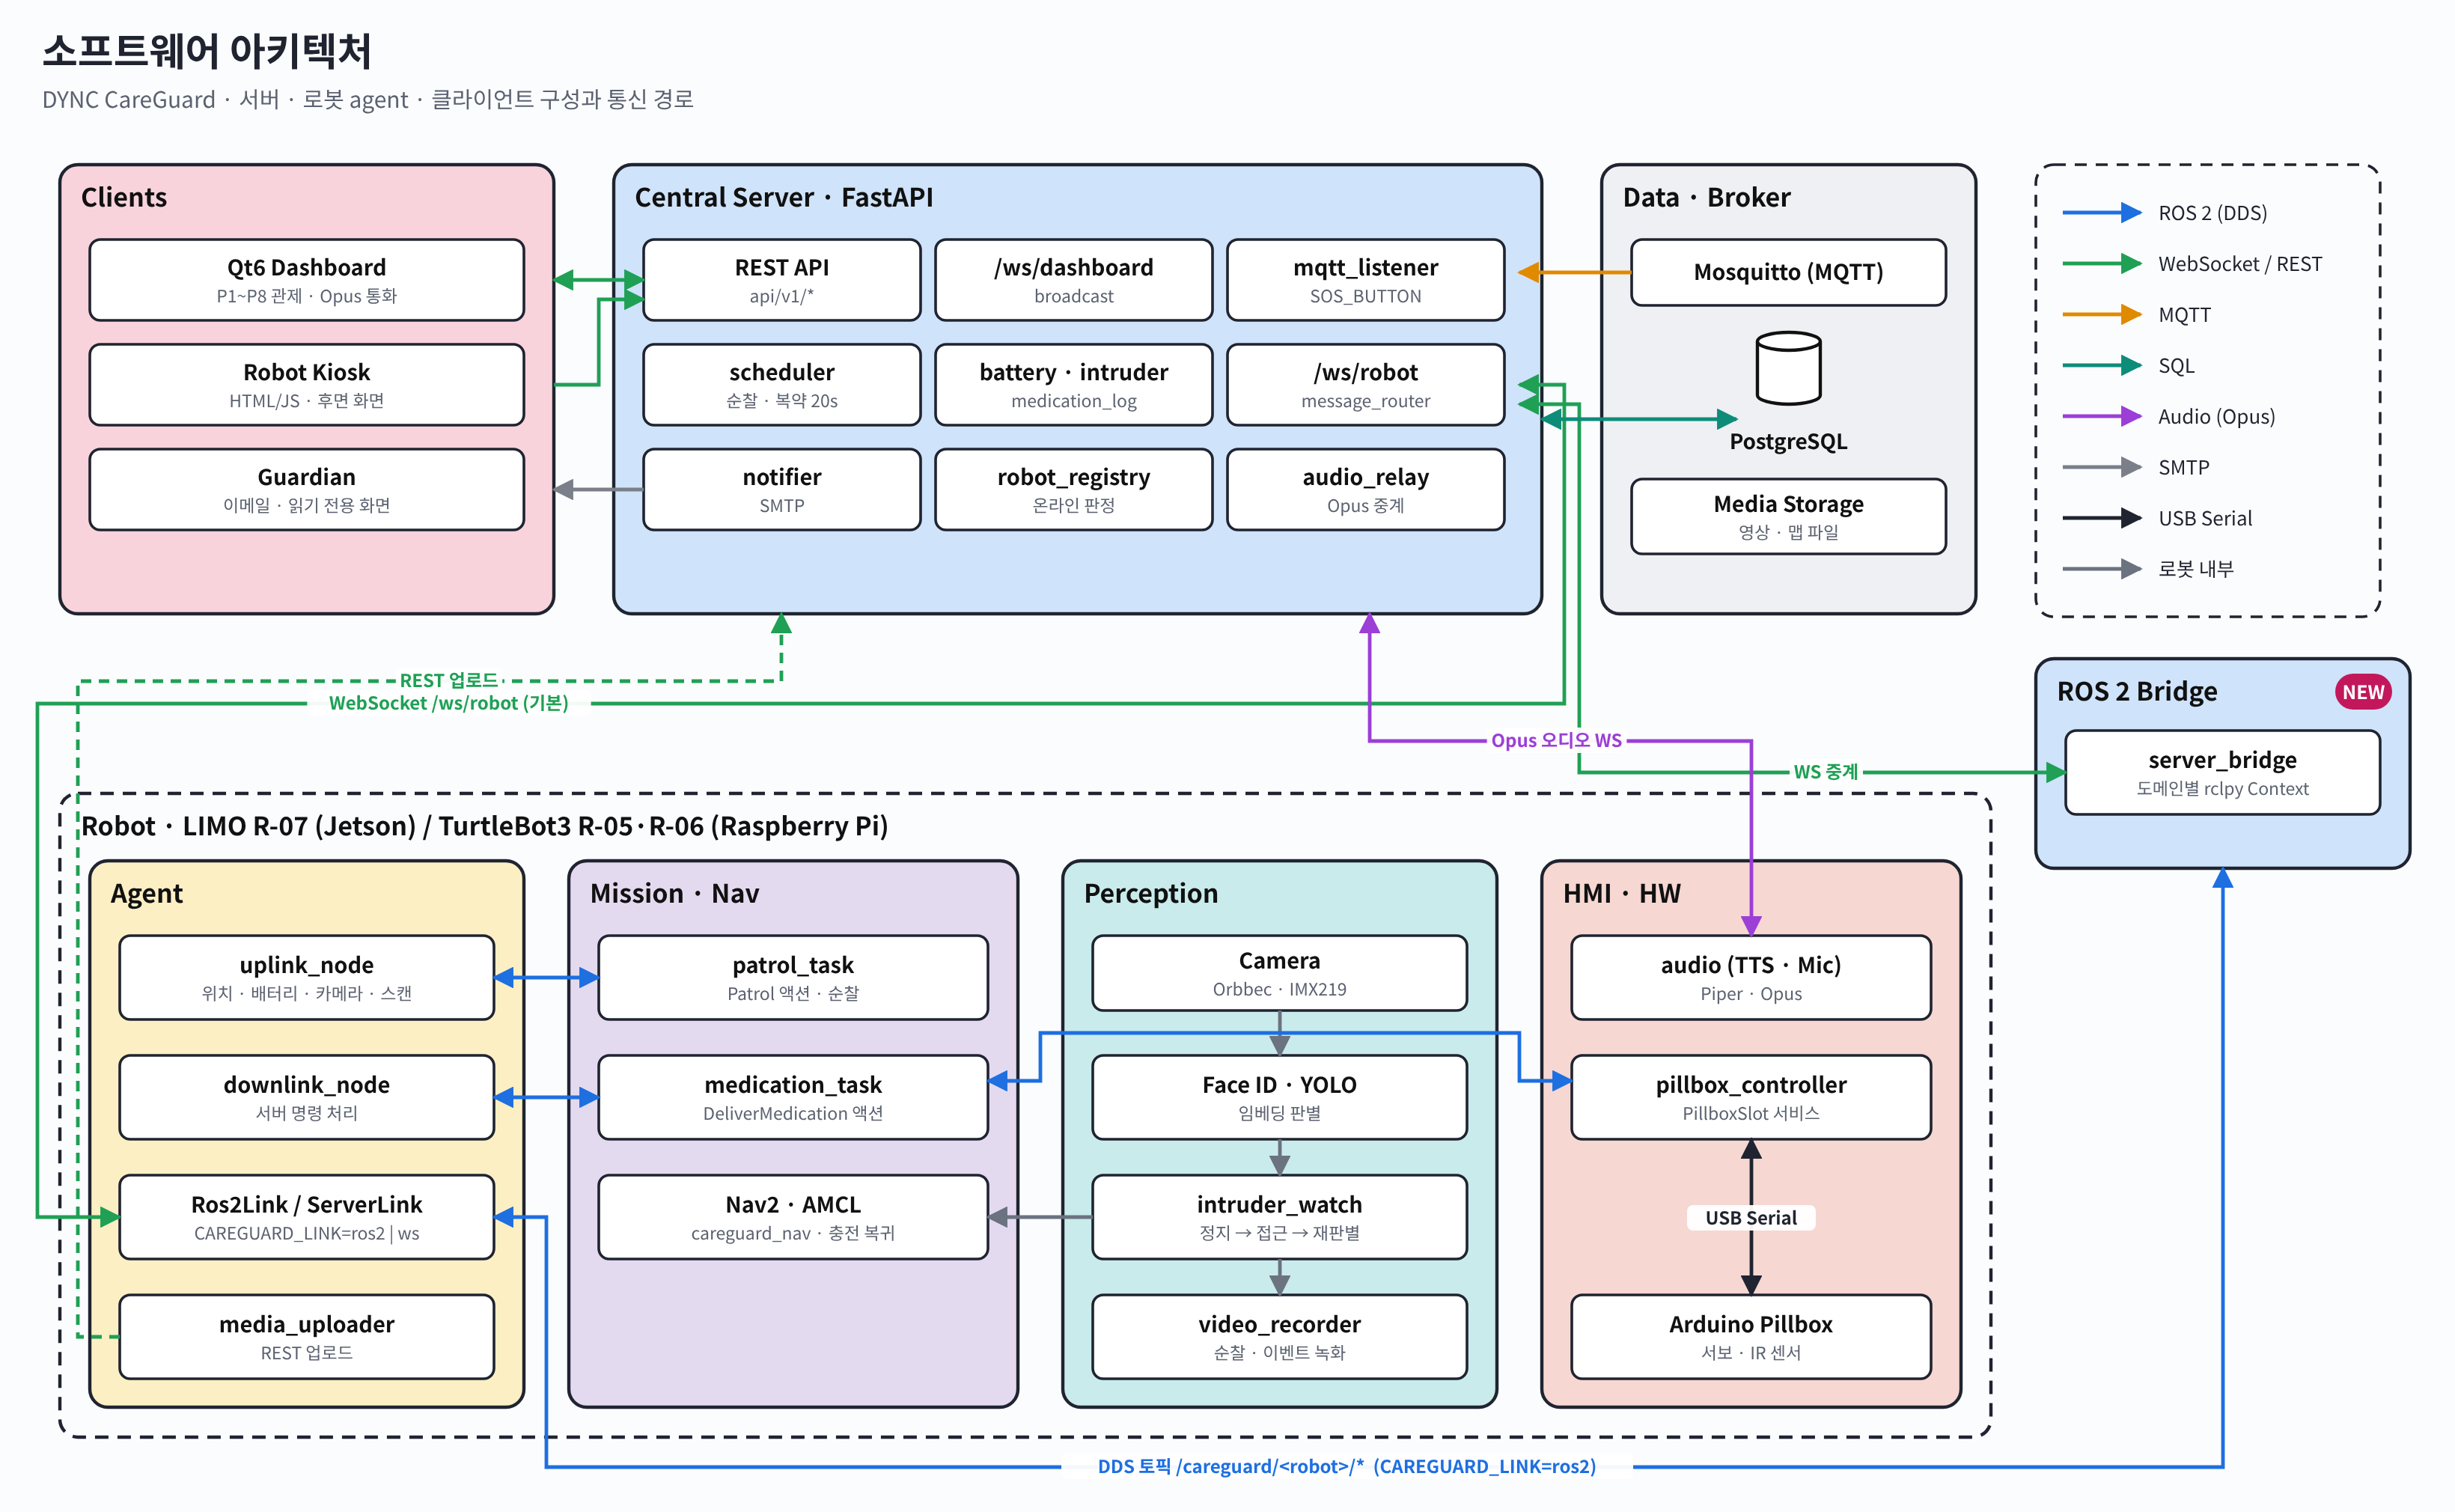 소프트웨어 아키텍처
DYNC CareGuard · 서버 · 로봇 agent · 클라이언트 구성과 통신 경로
Clients
Qt6 Dashboard
P1~P8 관제 · Opus 통화
Robot Kiosk
HTML/JS · 후면 화면
Guardian
이메일 · 읽기 전용 화면
Central Server · FastAPI
REST API
api/v1/*
/ws/dashboard
broadcast
mqtt_listener
SOS_BUTTON
scheduler
순찰 · 복약 20s
battery · intruder
medication_log
/ws/robot
message_router
notifier
SMTP
robot_registry
온라인 판정
audio_relay
Opus 중계
Data · Broker
Mosquitto (MQTT)
PostgreSQL
Media Storage
영상 · 맵 파일
ROS 2 (DDS)
WebSocket / REST
MQTT
SQL
Audio (Opus)
SMTP
USB Serial
로봇 내부
REST 업로드
WebSocket /ws/robot (기본)
Opus 오디오 WS
WS 중계
ROS 2 Bridge
NEW
server_bridge
도메인별 rclpy Context
Robot · LIMO R-07 (Jetson) / TurtleBot3 R-05·R-06 (Raspberry Pi)
Agent
uplink_node
위치 · 배터리 · 카메라 · 스캔
downlink_node
서버 명령 처리
Ros2Link / ServerLink
CAREGUARD_LINK=ros2 | ws
media_uploader
REST 업로드
Mission · Nav
patrol_task
Patrol 액션 · 순찰
medication_task
DeliverMedication 액션
Nav2 · AMCL
careguard_nav · 충전 복귀
Perception
Camera
Orbbec · IMX219
Face ID · YOLO
임베딩 판별
intruder_watch
정지 → 접근 → 재판별
video_recorder
순찰 · 이벤트 녹화
HMI · HW
audio (TTS · Mic)
Piper · Opus
pillbox_controller
PillboxSlot 서비스
USB Serial
Arduino Pillbox
서보 · IR 센서
DDS 토픽 /careguard/<robot>/* (CAREGUARD_LINK=ros2)